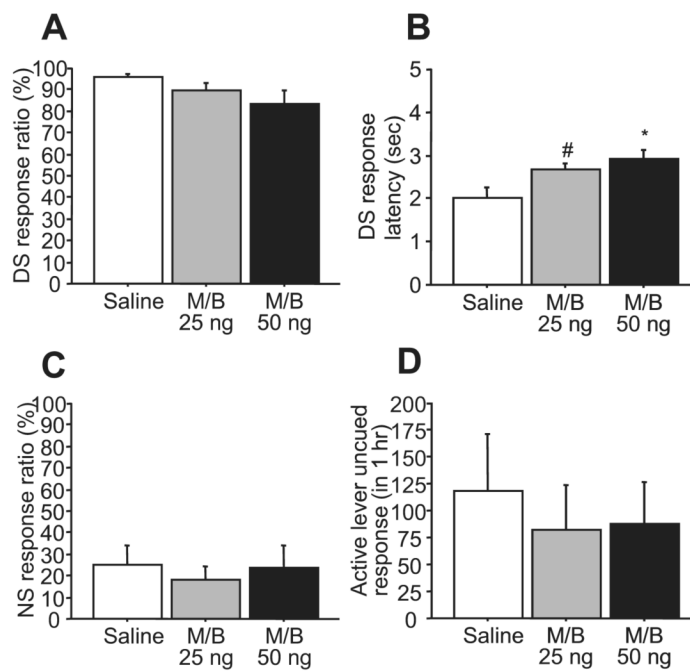 A
DS response ratio (%)
100
90
80
70
60
50
40
30
20
10
0
Saline
M/B
25 ng
M/B
50 ng
B
DS response
latency (sec)
5
4
3
2
1
0
#
*
Saline
M/B
25 ng
M/B
50 ng
C
NS response ratio (%)
100
90
80
70
60
50
40
30
20
10
0
Saline
M/B
25 ng
M/B
50 ng
D
Active lever uncued
response (in 1 hr)
200
175
150
125
100
75
50
25
0
Saline
M/B
25 ng
M/B
50 ng